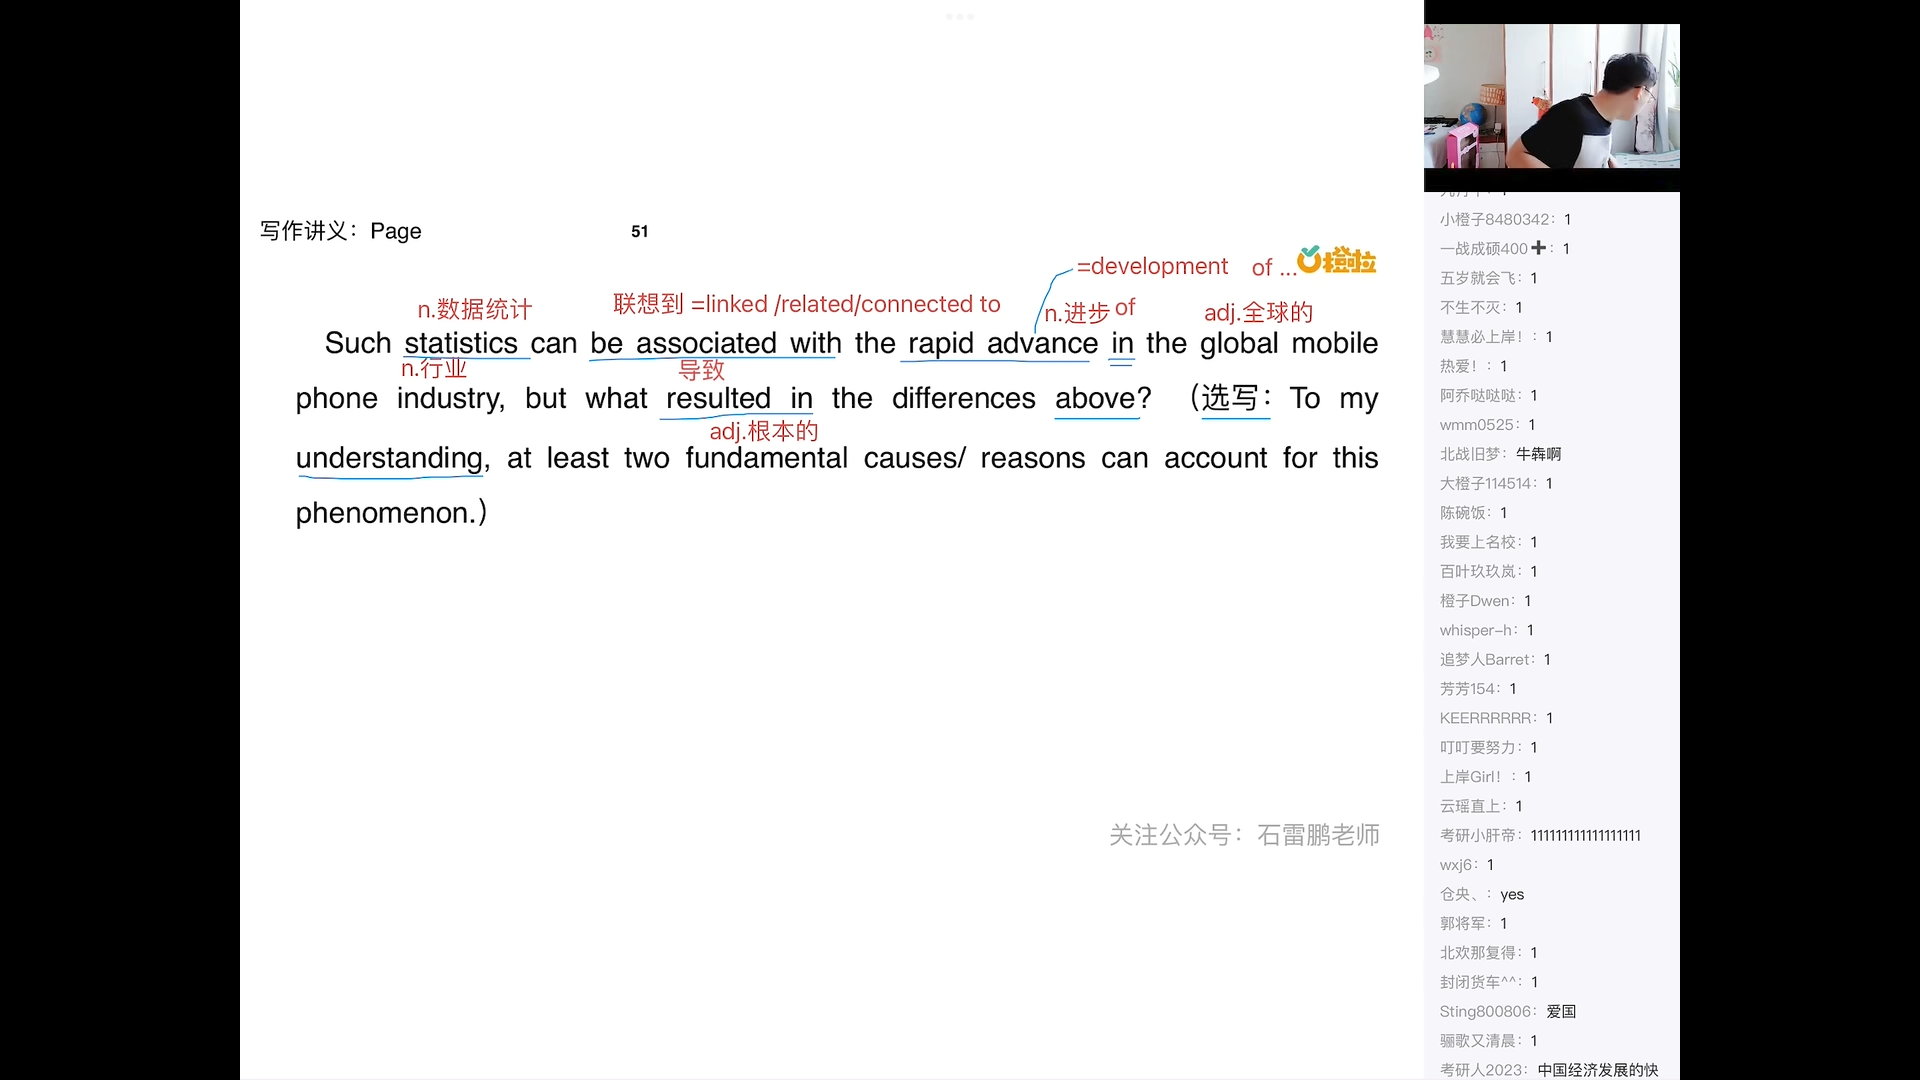 写作讲义：Page 51
=development of ... 橙啦
n.数据统计 联想到 =linked /related/connected to n.进步 of adj.全球的
Such statistics can be associated with the rapid advance in the global mobile
n.行业 导致
phone industry, but what resulted in the differences above? （选写：To my
adj.根本的
understanding, at least two fundamental causes/ reasons can account for this
phenomenon.）
关注公众号：石雷鹏老师
小橙子8480342：1
一战成硕400➕：1
五岁就会飞：1
不生不灭：1
慧慧必上岸！：1
热爱！：1
阿乔哒哒哒：1
wmm0525：1
北战旧梦：牛犇啊
大橙子114514：1
陈碗饭：1
我要上名校：1
百叶玖玖岚：1
橙子Dwen：1
whisper-h：1
追梦人Barret：1
芳芳154：1
KEERRRRRR：1
叮叮要努力：1
上岸Girl！：1
云瑶直上：1
考研小肝帝：111111111111111111
wxj6：1
仓央、：yes
郭将军：1
北欢那复得：1
封闭货车^^：1
Sting800806：爱国
骊歌又清晨：1
考研人2023：中国经济发展的快